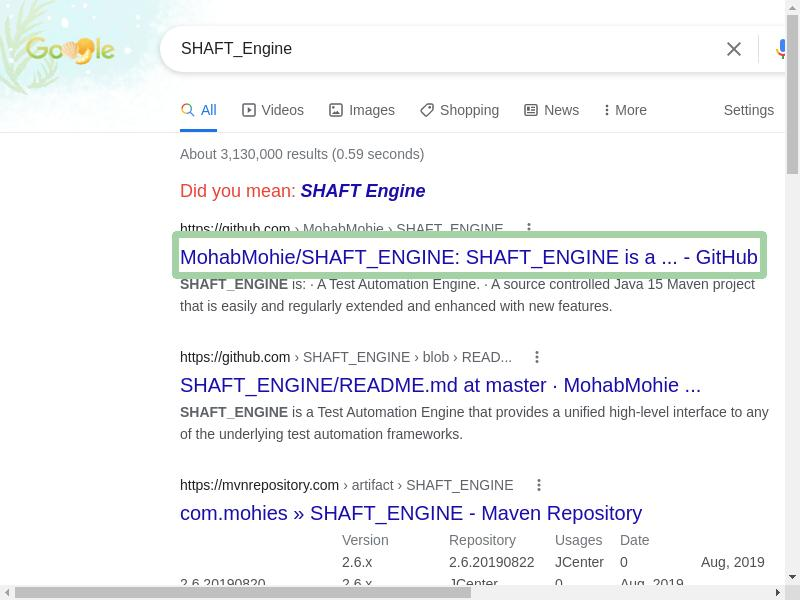 Google
SHAFT_Engine
All Videos Images Shopping News More Settings
About 3,130,000 results (0.59 seconds)
Did you mean: SHAFT Engine
https://github.com › MohabMohie › SHAFT_ENGINE
MohabMohie/SHAFT_ENGINE: SHAFT_ENGINE is a ... - GitHub
SHAFT_ENGINE is: · A Test Automation Engine. · A source controlled Java 15 Maven project
that is easily and regularly extended and enhanced with new features.
https://github.com › SHAFT_ENGINE › blob › READ...
SHAFT_ENGINE/README.md at master · MohabMohie ...
SHAFT_ENGINE is a Test Automation Engine that provides a unified high-level interface to any
of the underlying test automation frameworks.
https://mvnrepository.com › artifact › SHAFT_ENGINE
com.mohies » SHAFT_ENGINE - Maven Repository
Version Repository Usages Date
2.6.x 2.6.20190822 JCenter 0 Aug, 2019
2.6.20190820 2.6.x JCenter 0 Aug, 2019